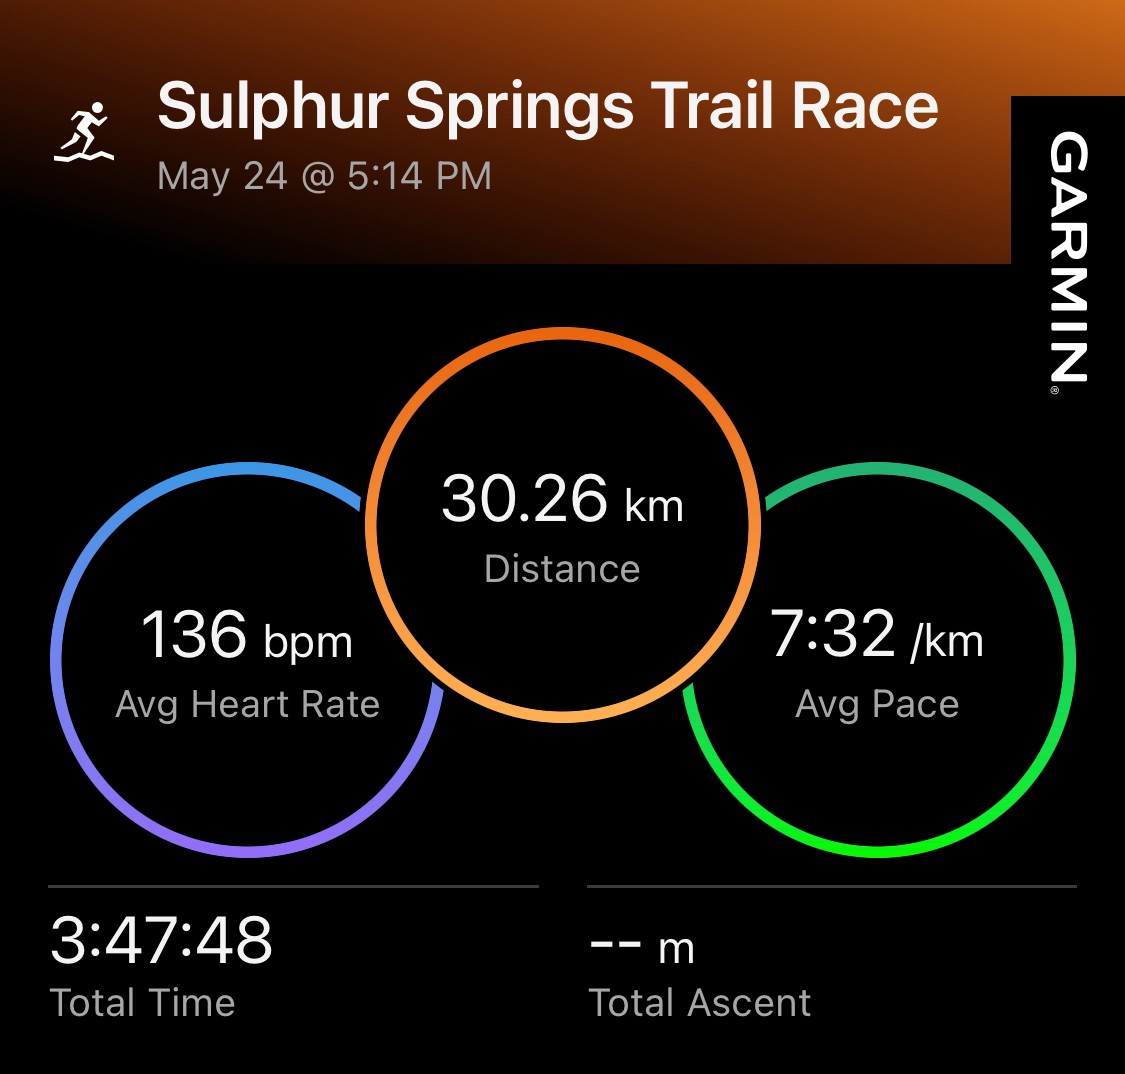 Sulphur Springs Trail Race
May 24 @ 5:14 PM
GARMIN®
30.26 km
Distance
136 bpm
Avg Heart Rate
7:32 /km
Avg Pace
3:47:48
Total Time
-- m
Total Ascent